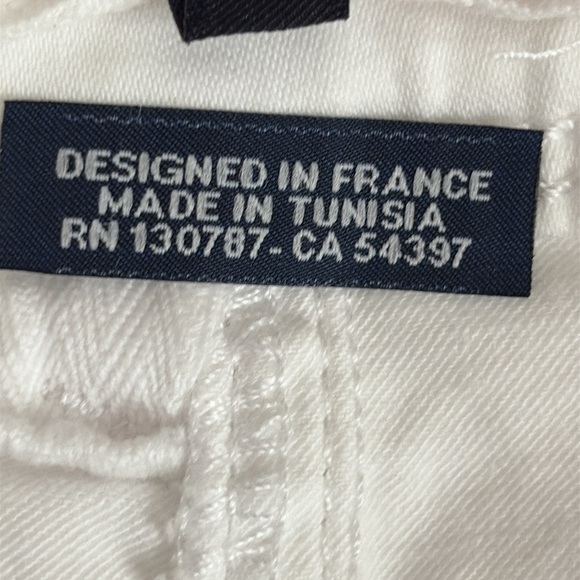 DESIGNED IN FRANCE
MADE IN TUNISIA
RN 130787- CA 54397